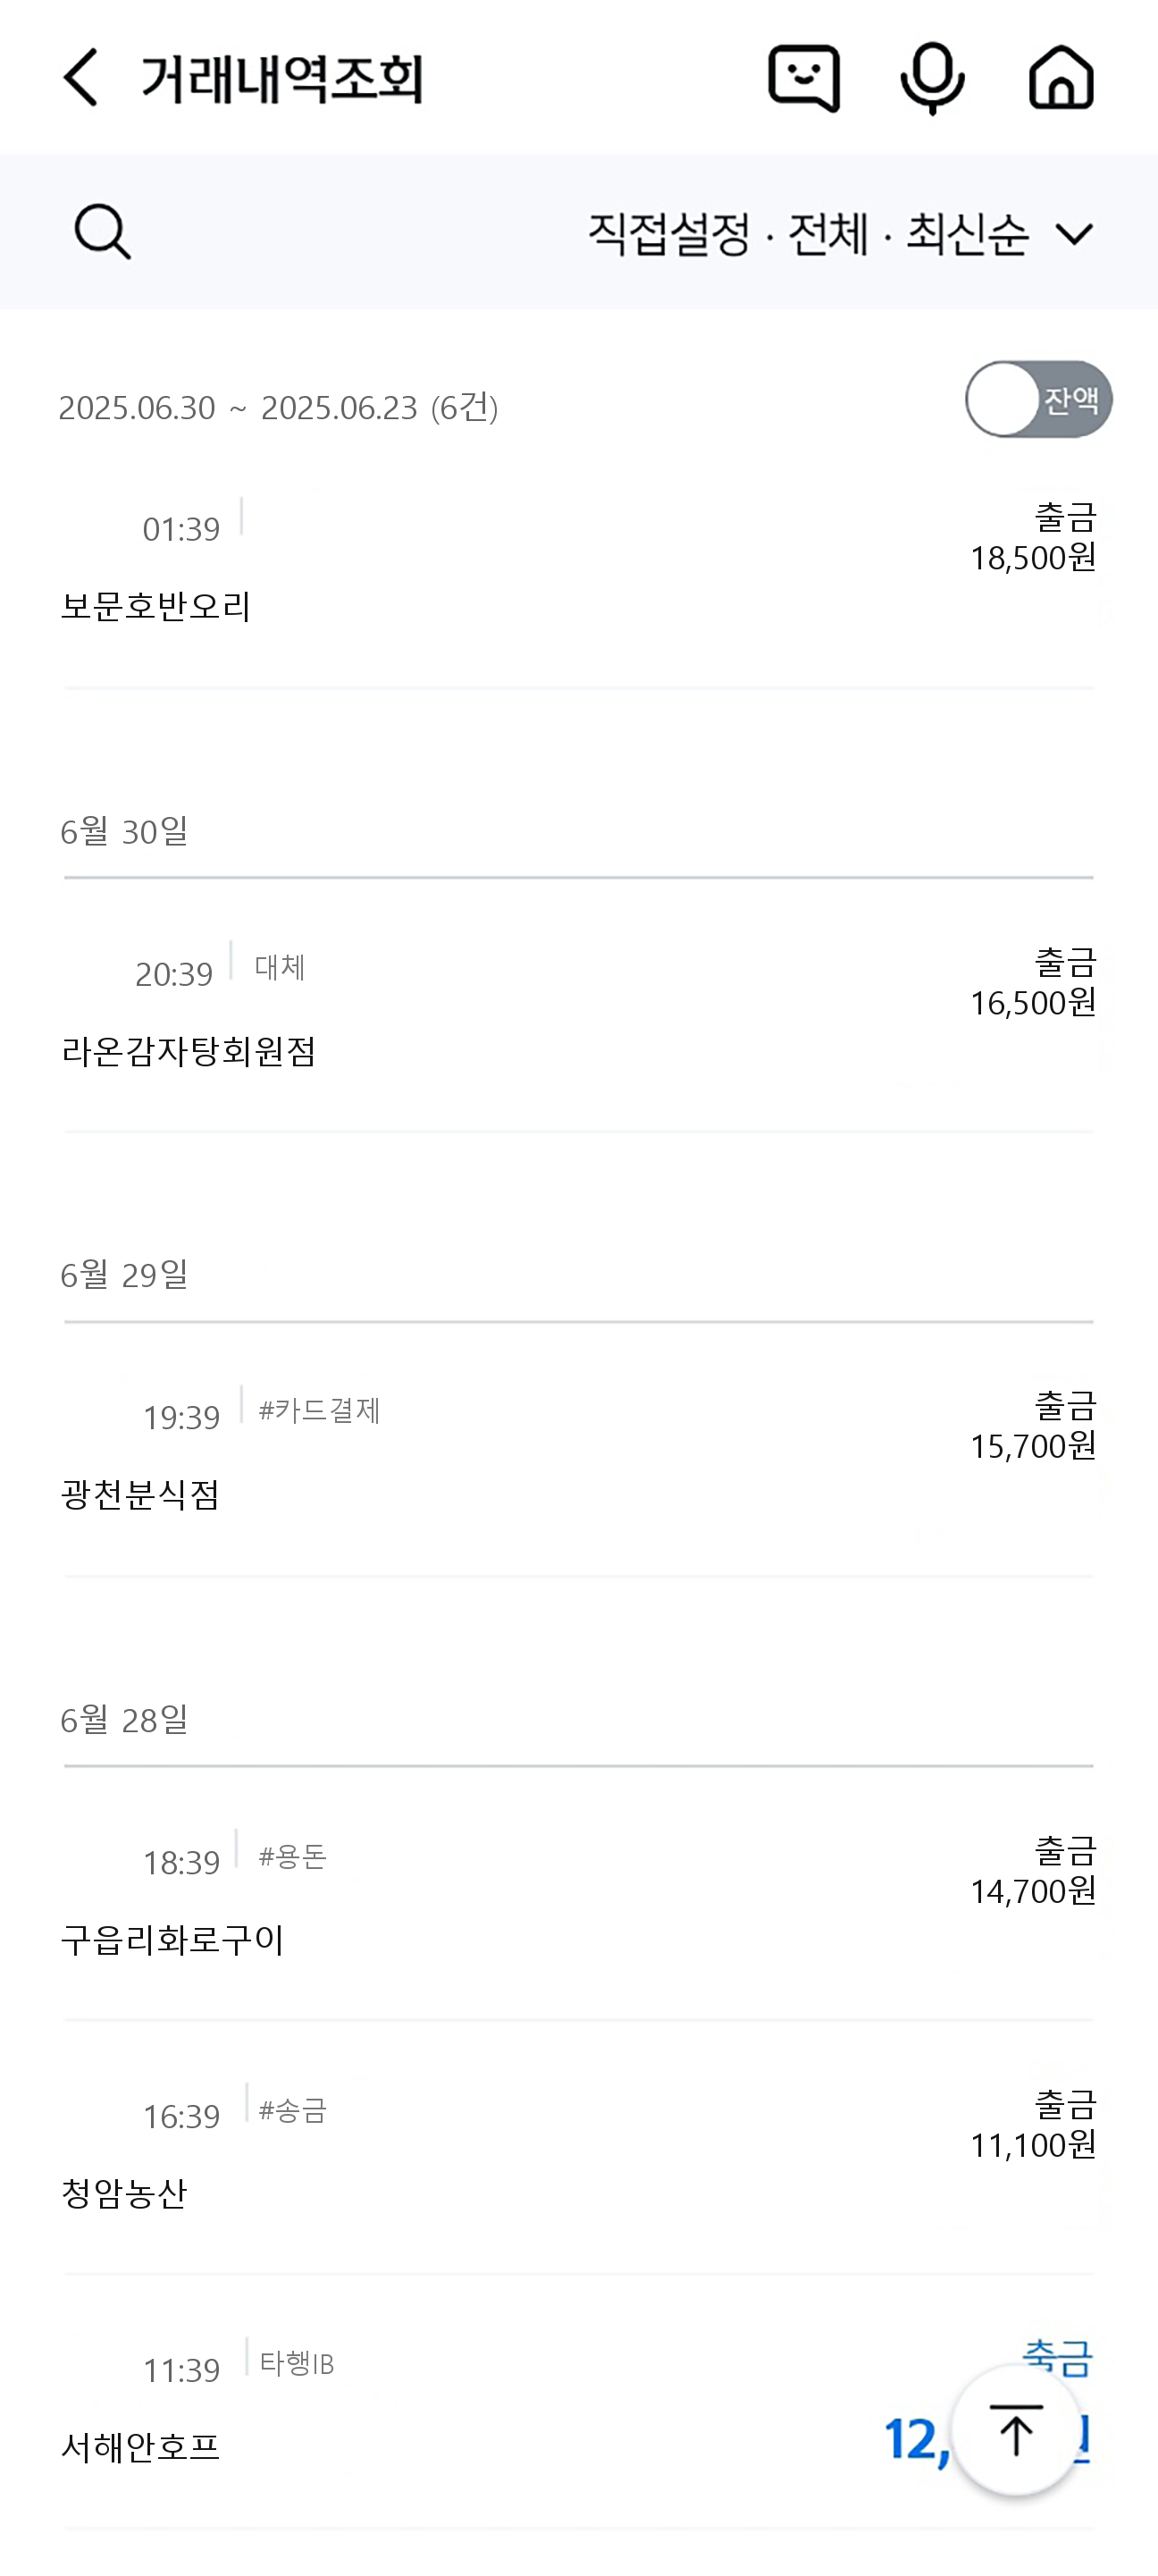 거래내역조회
직접설정 · 전체 · 최신순
2025.06.30 ~ 2025.06.23 (6건)
잔액
01:39
출금
18,500원
보문호반오리
6월 30일
20:39 대체
출금
16,500원
라온감자탕회원점
6월 29일
19:39 #카드결제
출금
15,700원
광천분식점
6월 28일
18:39 #용돈
출금
14,700원
구읍리화로구이
16:39 #송금
출금
11,100원
청암농산
11:39 타행IB
서해안호프
12,